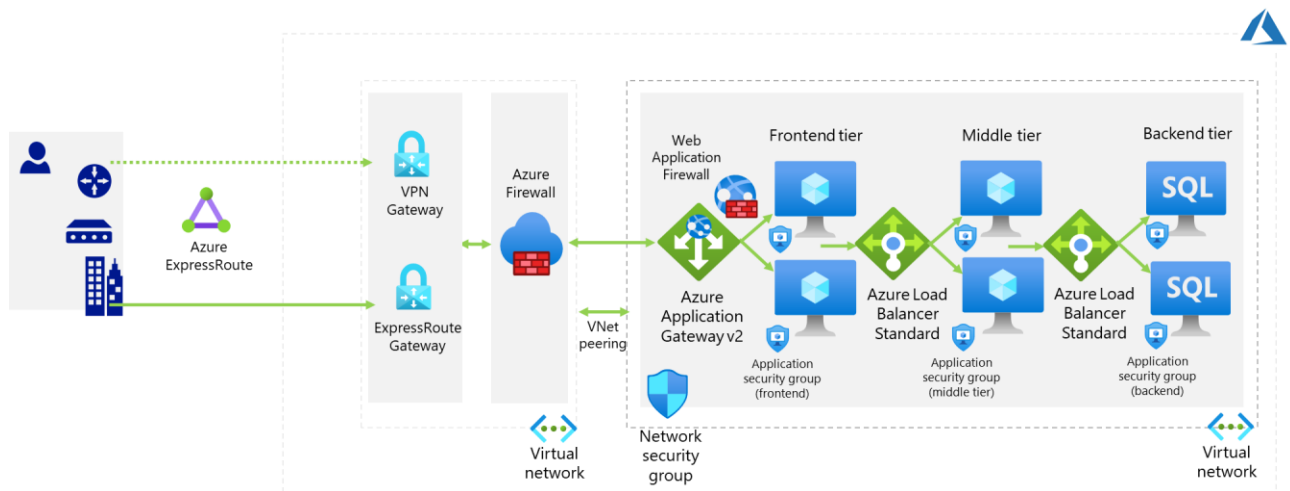 Azure
ExpressRoute
VPN
Gateway
ExpressRoute
Gateway
Azure
Firewall
Virtual
network
VNet
peering
Web
Application
Firewall
Azure
Application
Gateway v2
Network
security
group
Frontend tier
Application
security group
(frontend)
Azure Load
Balancer
Standard
Middle tier
Application
security group
(middle tier)
Azure Load
Balancer
Standard
Backend tier
SQL
SQL
Application
security group
(backend)
Virtual
network